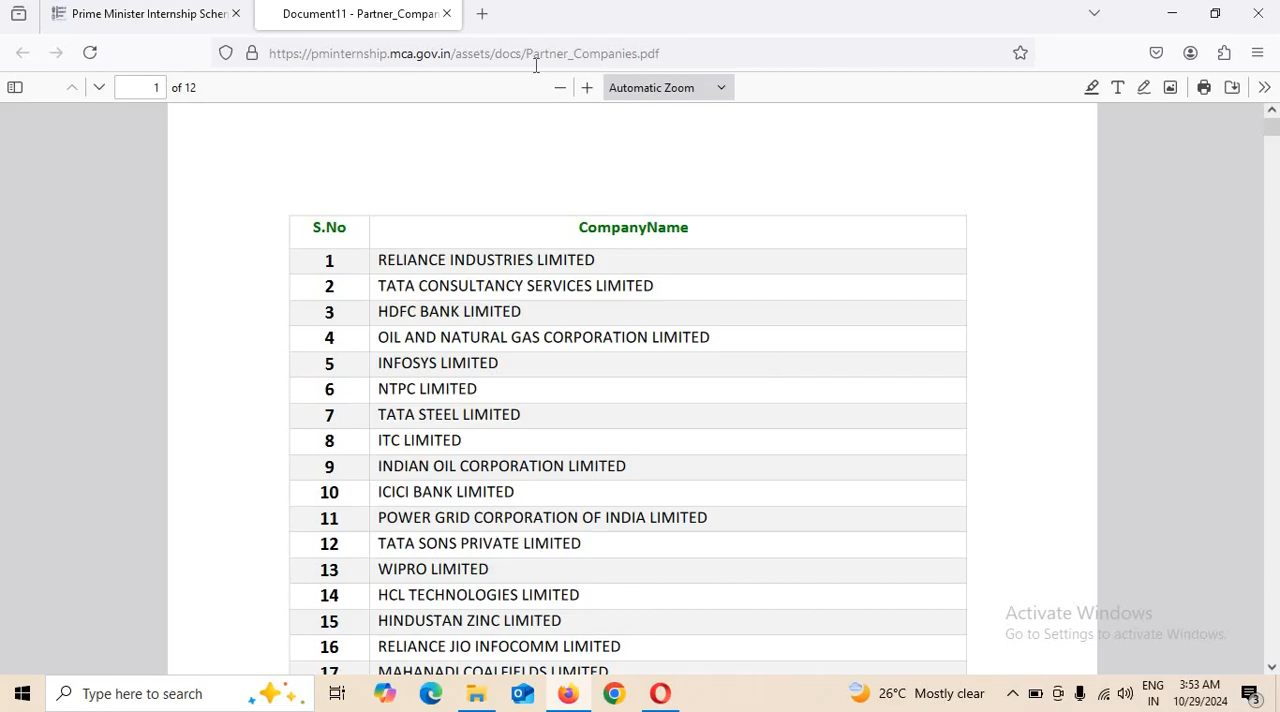 Prime Minister Internship Scher
Document11 - Partner_Compan
https://pminternship.mca.gov.in/assets/docs/Partner_Companies.pdf
1 of 12
Automatic Zoom
S.No CompanyName
1 RELIANCE INDUSTRIES LIMITED
2 TATA CONSULTANCY SERVICES LIMITED
3 HDFC BANK LIMITED
4 OIL AND NATURAL GAS CORPORATION LIMITED
5 INFOSYS LIMITED
6 NTPC LIMITED
7 TATA STEEL LIMITED
8 ITC LIMITED
9 INDIAN OIL CORPORATION LIMITED
10 ICICI BANK LIMITED
11 POWER GRID CORPORATION OF INDIA LIMITED
12 TATA SONS PRIVATE LIMITED
13 WIPRO LIMITED
14 HCL TECHNOLOGIES LIMITED
15 HINDUSTAN ZINC LIMITED
16 RELIANCE JIO INFOCOMM LIMITED
17 MAHANADI COALFIELDS LIMITED
Activate Windows
Go to Settings to activate Windows.
Type here to search
26°C Mostly clear
ENG
IN
3:53 AM
10/29/2024
3